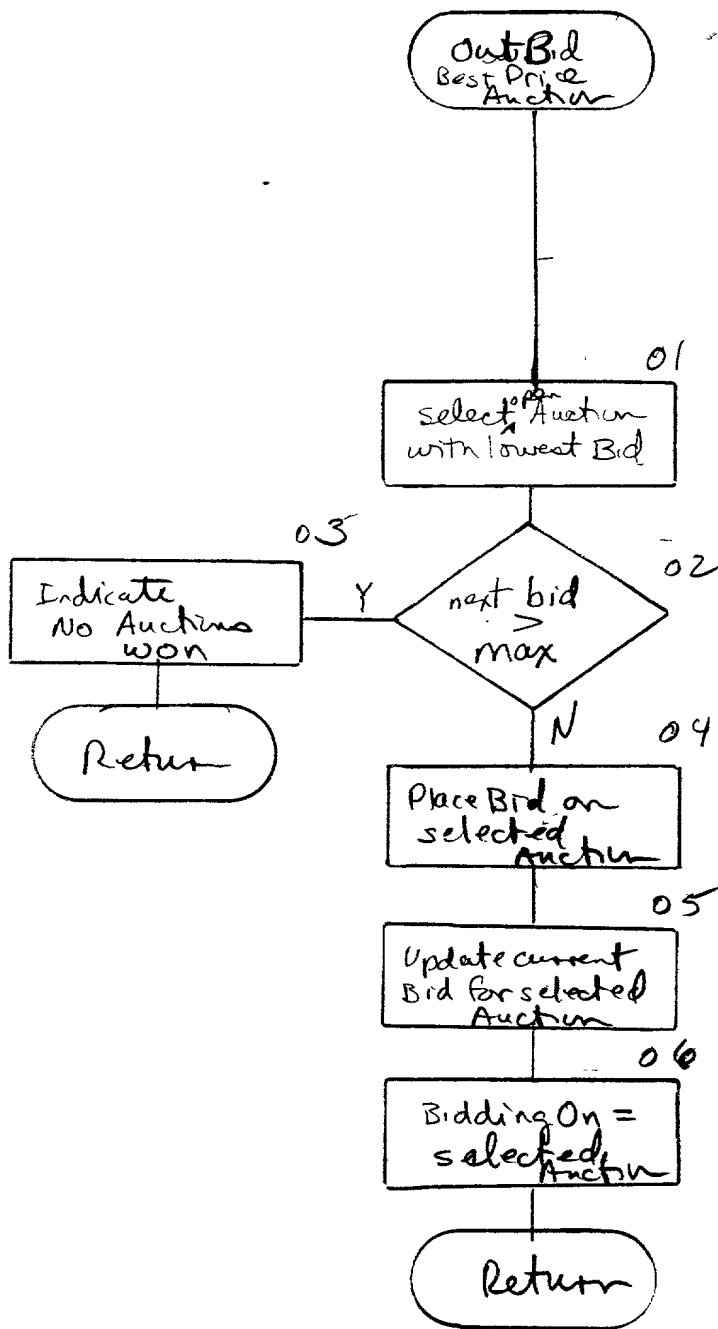 OutBid
Best Price
Auction
01
select open Auction
with lowest Bid
02
next bid
>
max
Y
03
Indicate
No Auctions
won
Return
N
04
Place Bid on
selected
Auction
05
Update current
Bid for selected
Auction
06
Bidding On =
selected
Auction
Return